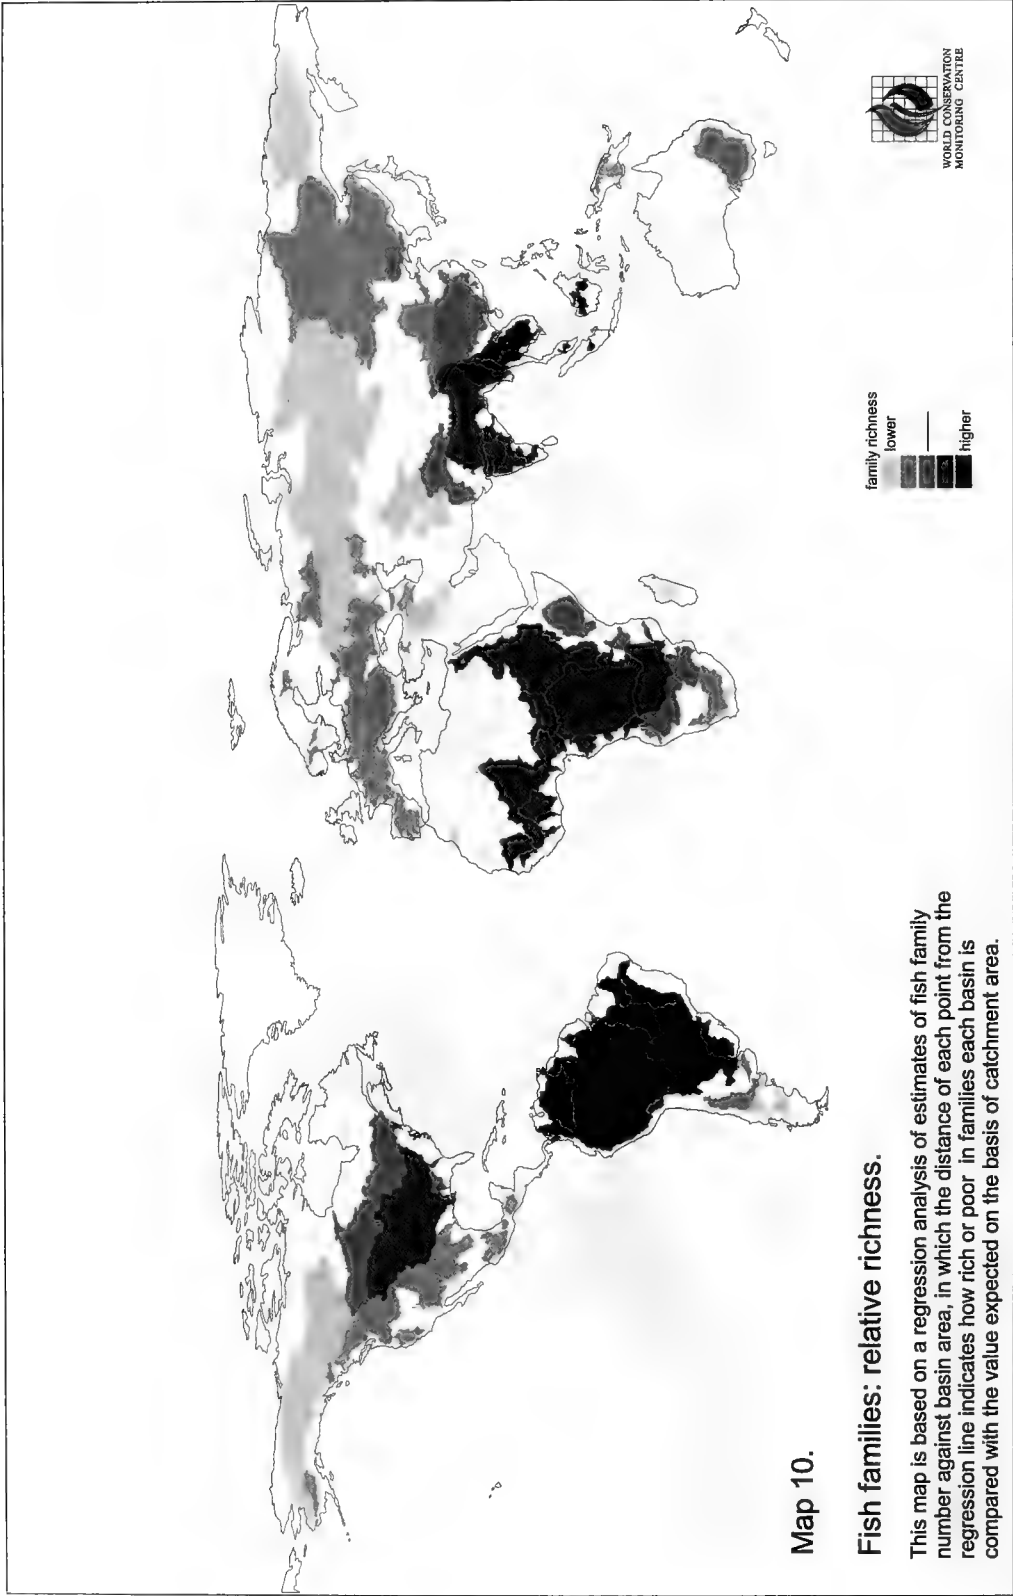 Map 10.
Fish families: relative richness.
This map is based on a regression analysis of estimates of fish family
number against basin area, in which the distance of each point from the
regression line indicates how rich or poor in families each basin is
compared with the value expected on the basis of catchment area.
family richness
lower
higher
WORLD CONSERVATION
MONITORING CENTRE